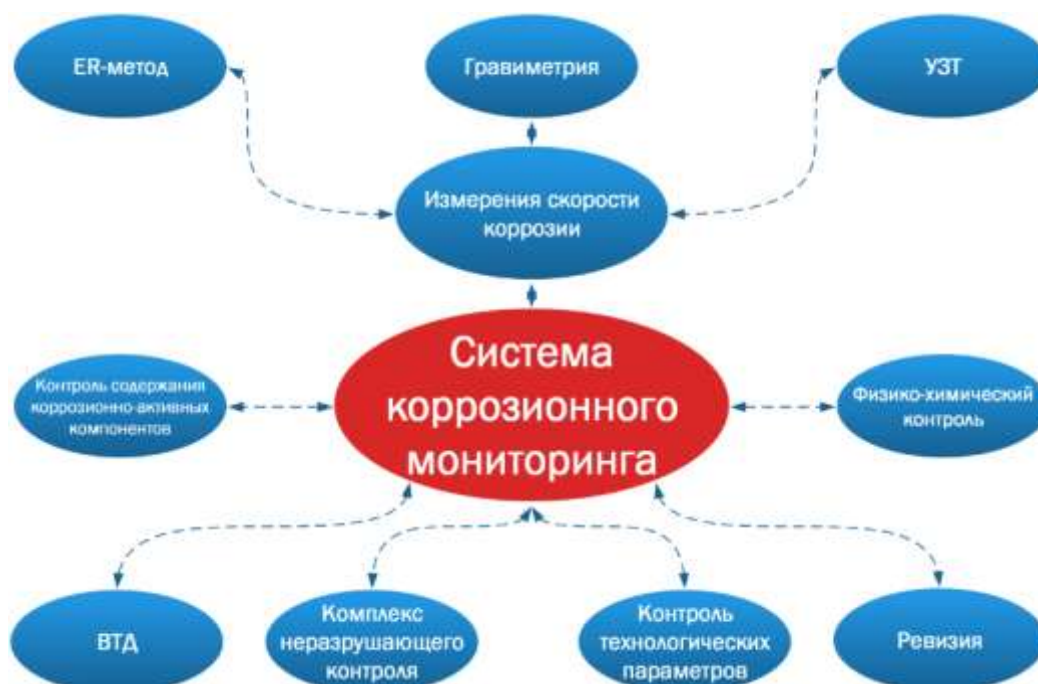 ER-метод
Гравиметрия
УЗТ
Измерения скорости
коррозии
Система
коррозионного
мониторинга
Контроль содержания
коррозионно-активных
компонентов
Физико-химический
контроль
ВТД
Комплекс
неразрушающего
контроля
Контроль
технологических
параметров
Ревизия